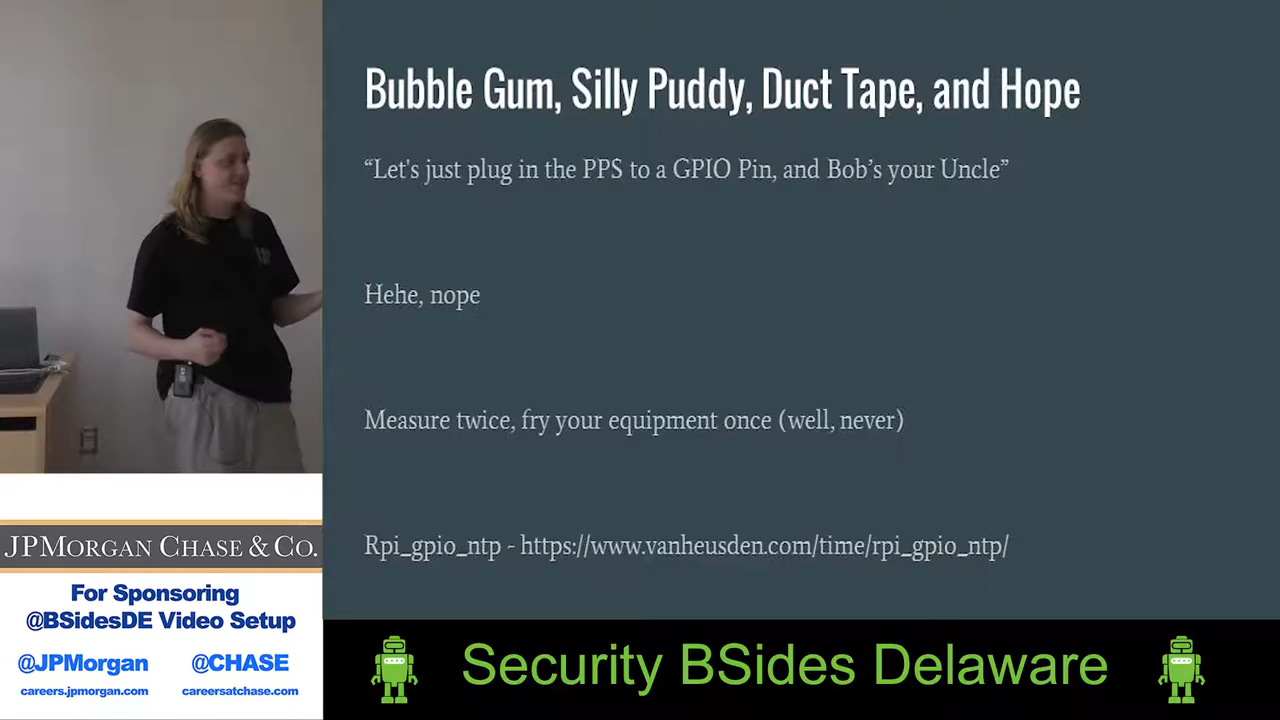 Bubble Gum, Silly Puddy, Duct Tape, and Hope
“Let's just plug in the PPS to a GPIO Pin, and Bob’s your Uncle”
Hehe, nope
Measure twice, fry your equipment once (well, never)
Rpi_gpio_ntp - https://www.vanheusden.com/time/rpi_gpio_ntp/
JPMORGAN CHASE & CO.
For Sponsoring
@BSidesDE Video Setup
@JPMorgan @CHASE
careers.jpmorgan.com careersatchase.com
Security BSides Delaware